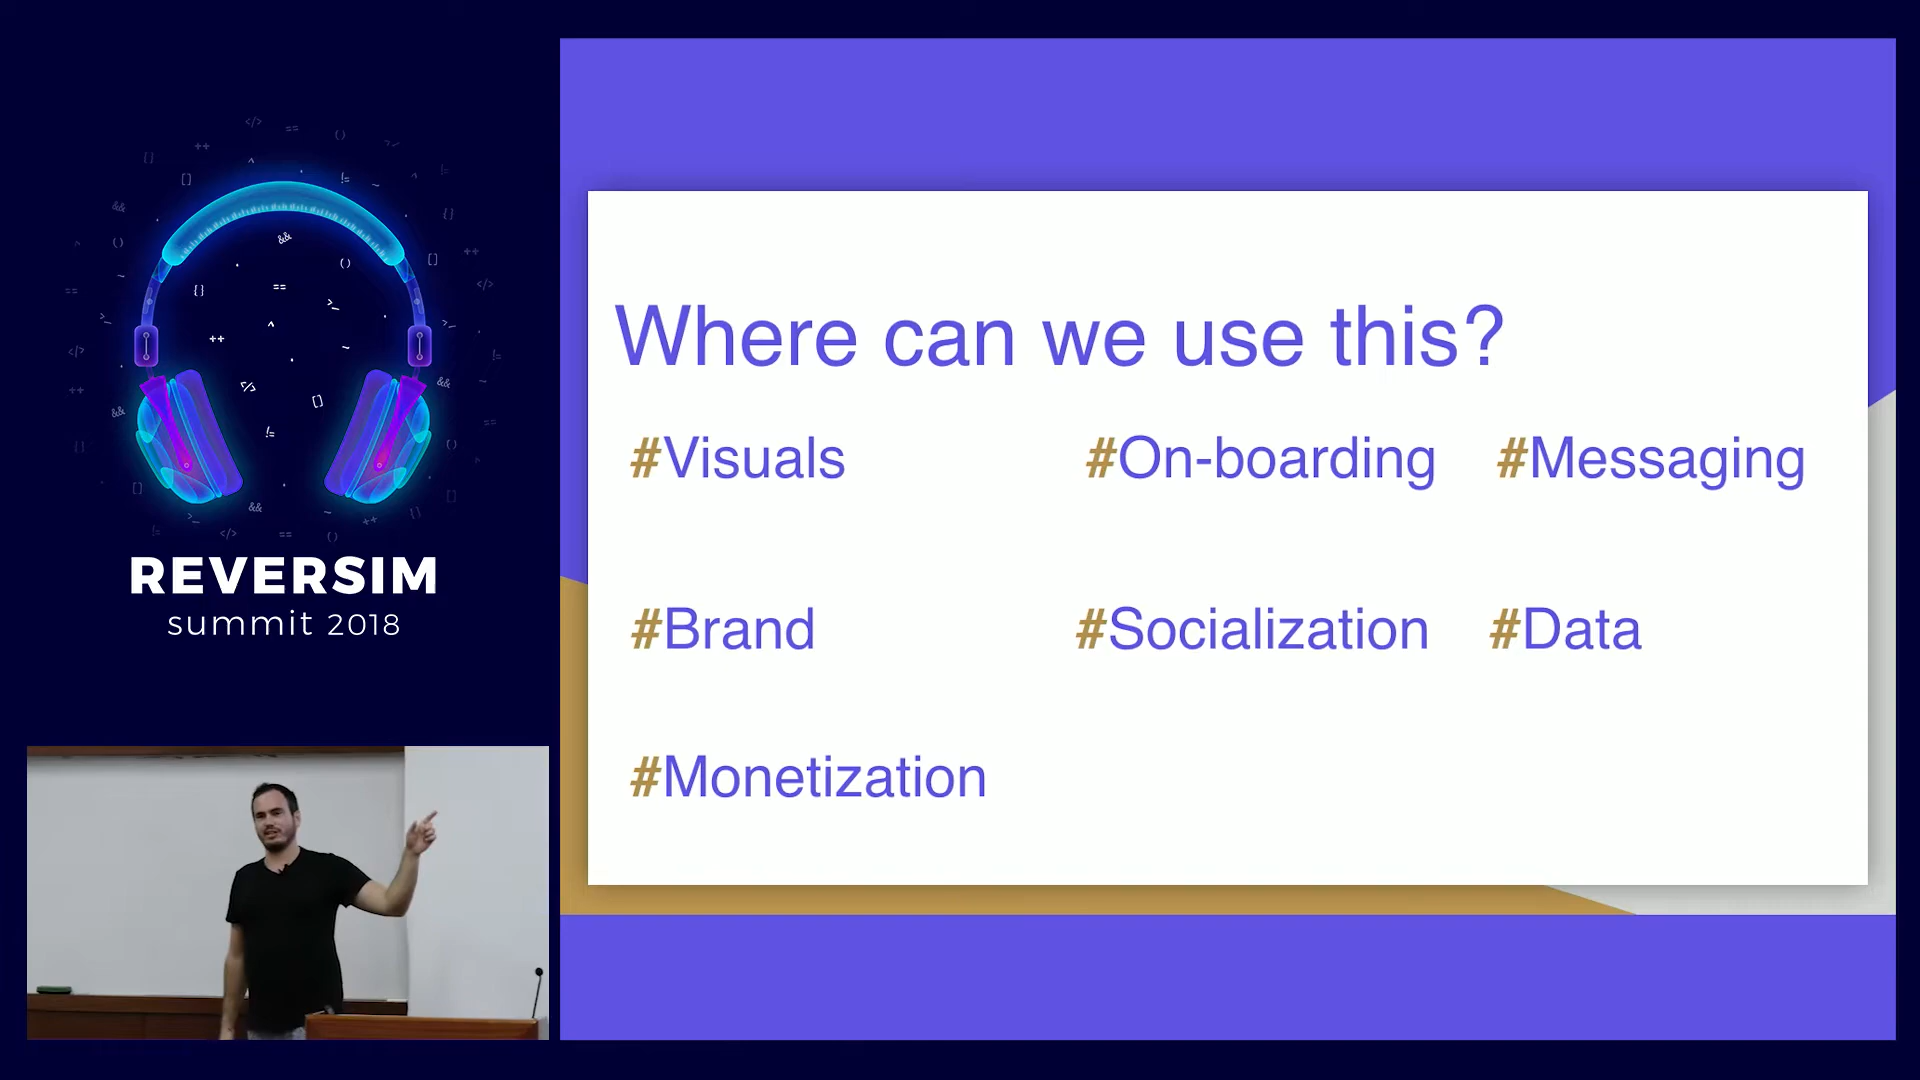 REVERSIM
summit 2018
Where can we use this?
#Visuals #On-boarding #Messaging
#Brand #Socialization #Data
#Monetization